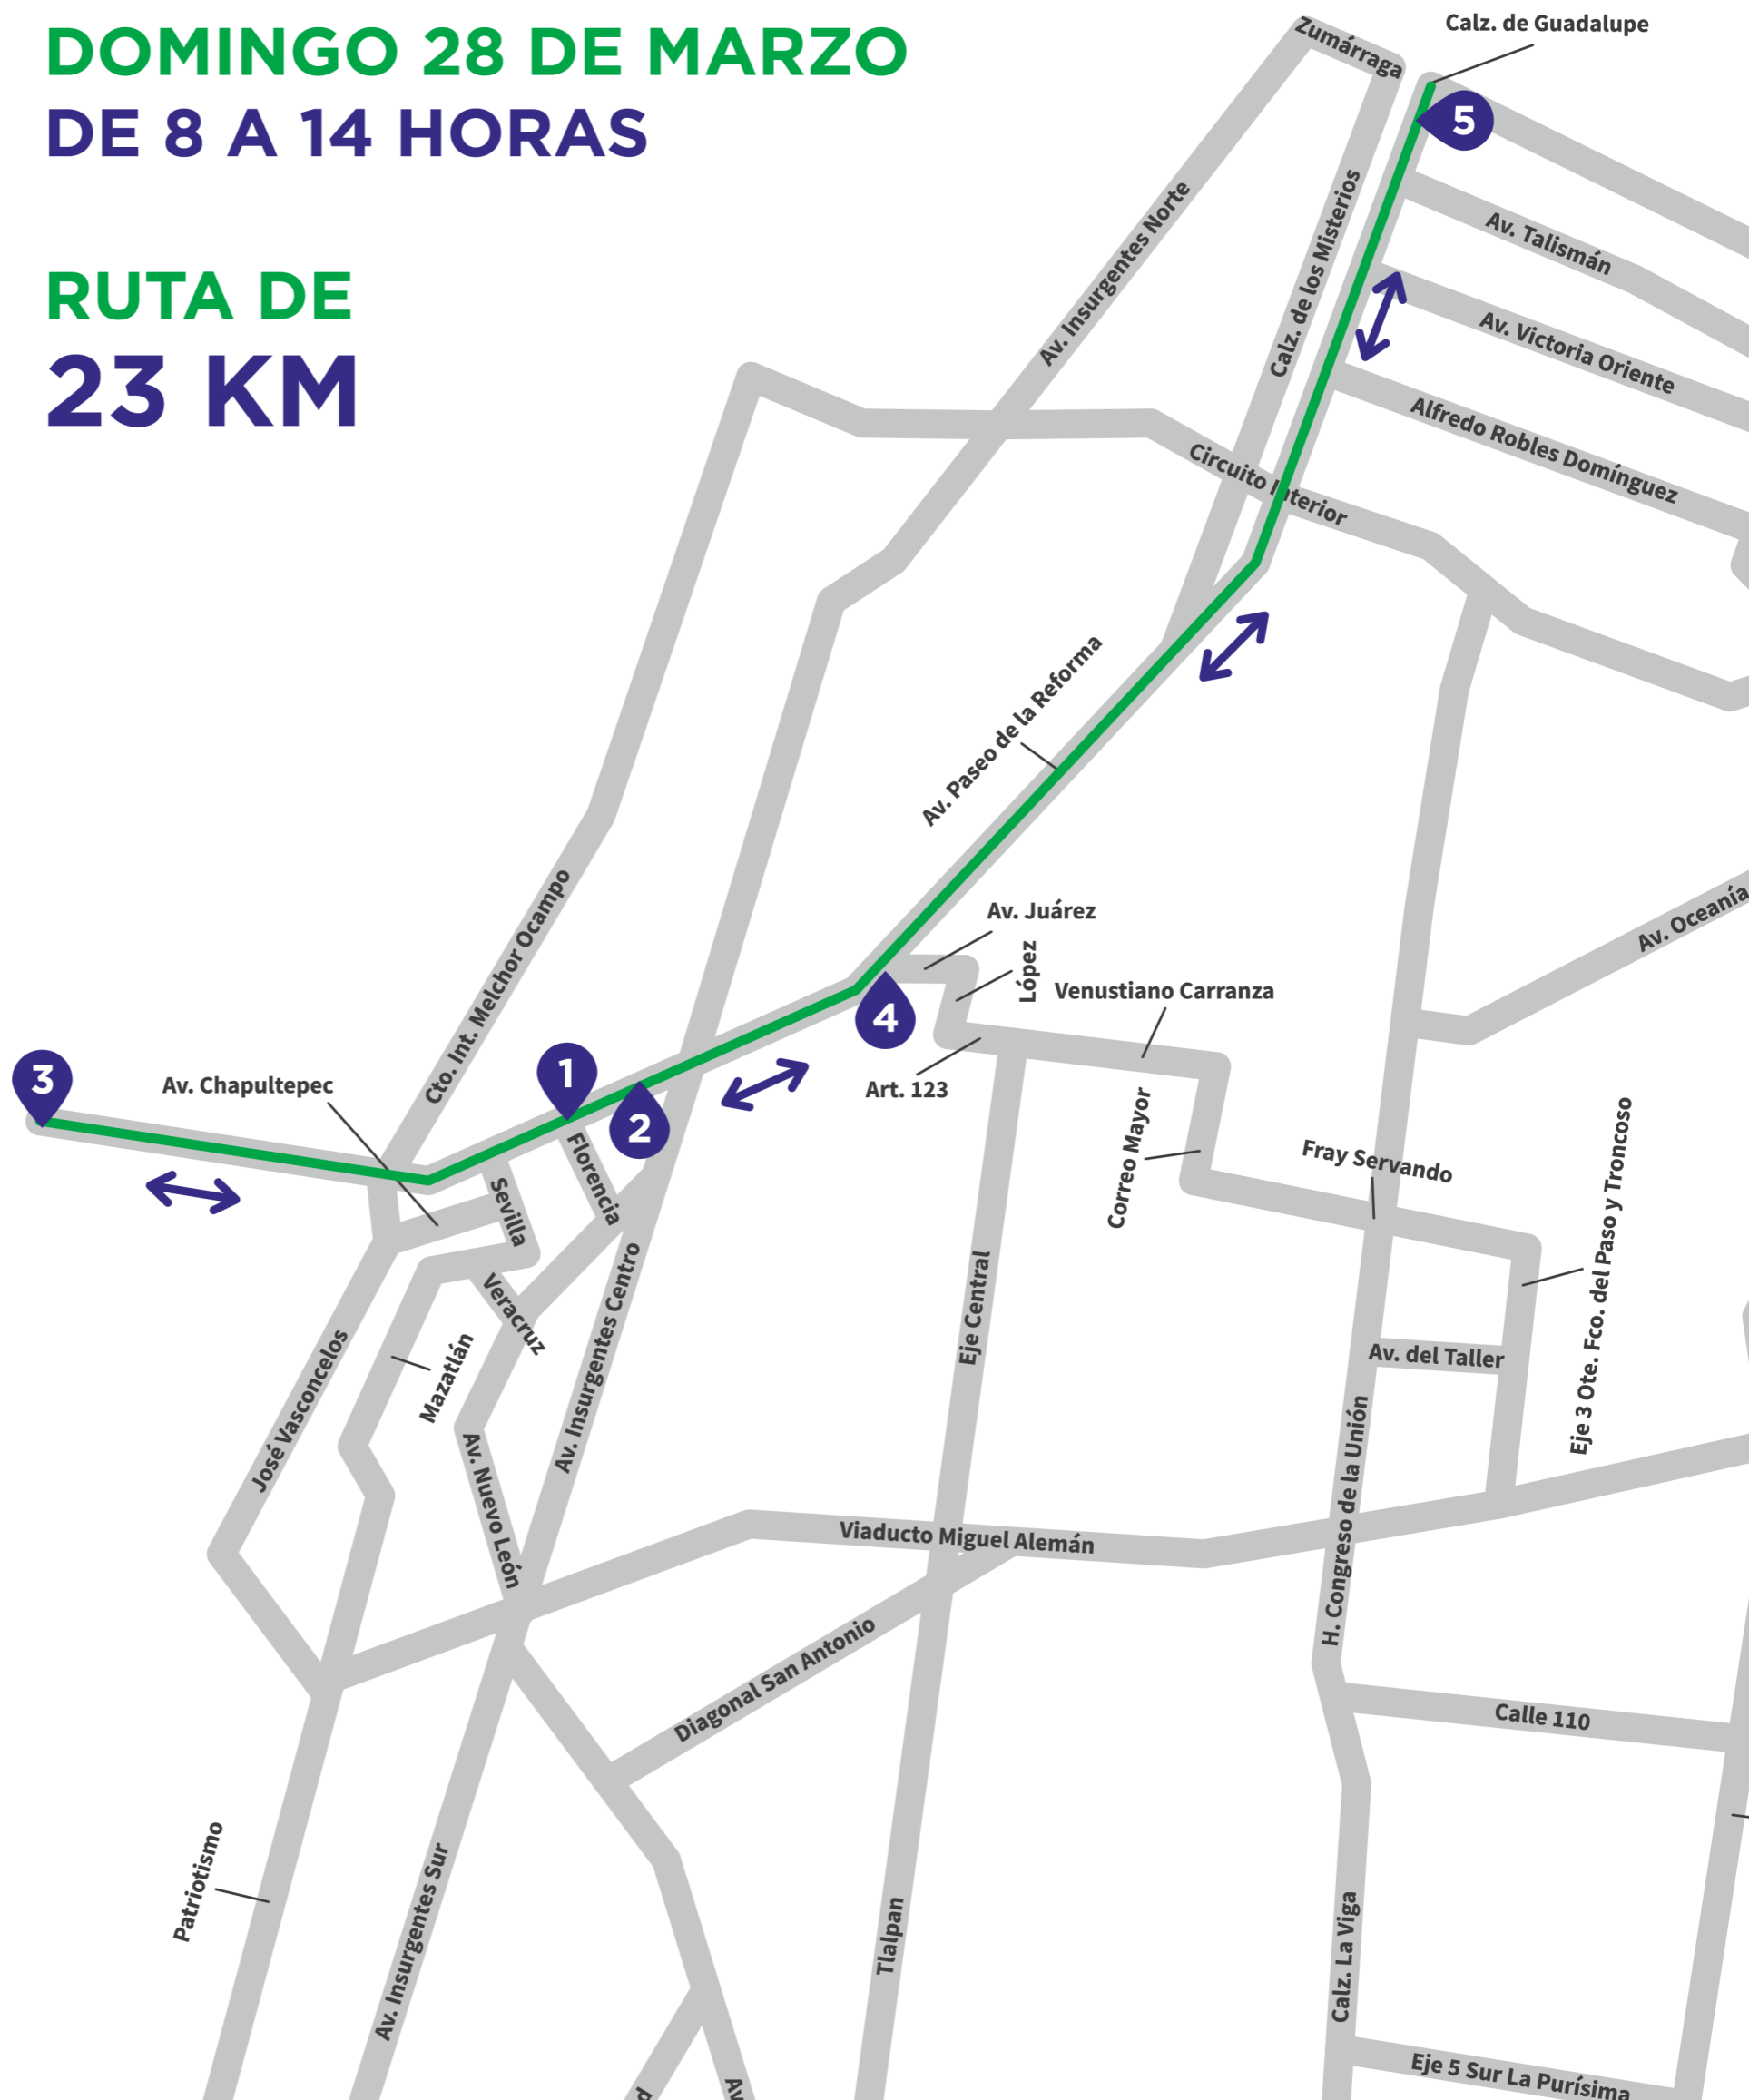 DOMINGO 28 DE MARZO
DE 8 A 14 HORAS
RUTA DE
23 KM
Zumárraga
Calz. de Guadalupe
5
Av. Insurgentes Norte
Calz. de los Misterios
Av. Talismán
Av. Victoria Oriente
Alfredo Robles Domínguez
Circuito Interior
Av. Paseo de la Reforma
Cto. Int. Melchor Ocampo
Av. Juárez
López
Venustiano Carranza
Av. Oceanía
4
3
Av. Chapultepec
1
2
Art. 123
Correo Mayor
Fray Servando
Eje 3 Ote. Fco. del Paso y Troncoso
Florencia
Sevilla
Veracruz
Mazatlán
José Vasconcelos
Av. Insurgentes Centro
Eje Central
Av. del Taller
Av. Nuevo León
H. Congreso de la Unión
Viaducto Miguel Alemán
Diagonal San Antonio
Calle 110
Patriotismo
Av. Insurgentes Sur
Tlalpan
Calz. La Viga
Eje 5 Sur La Purísima
Av
d